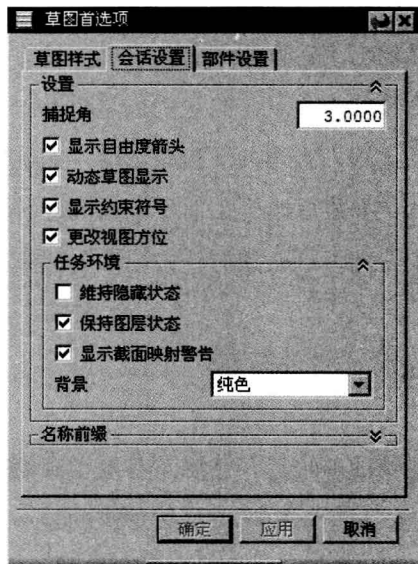 草图首选项
草图样式 会话设置 部件设置
设置
捕捉角 3.0000
显示自由度箭头
动态草图显示
显示约束符号
更改视图方位
任务环境
维持隐藏状态
保持图层状态
显示截面映射警告
背景 纯色
名称前缀
确定 应用 取消